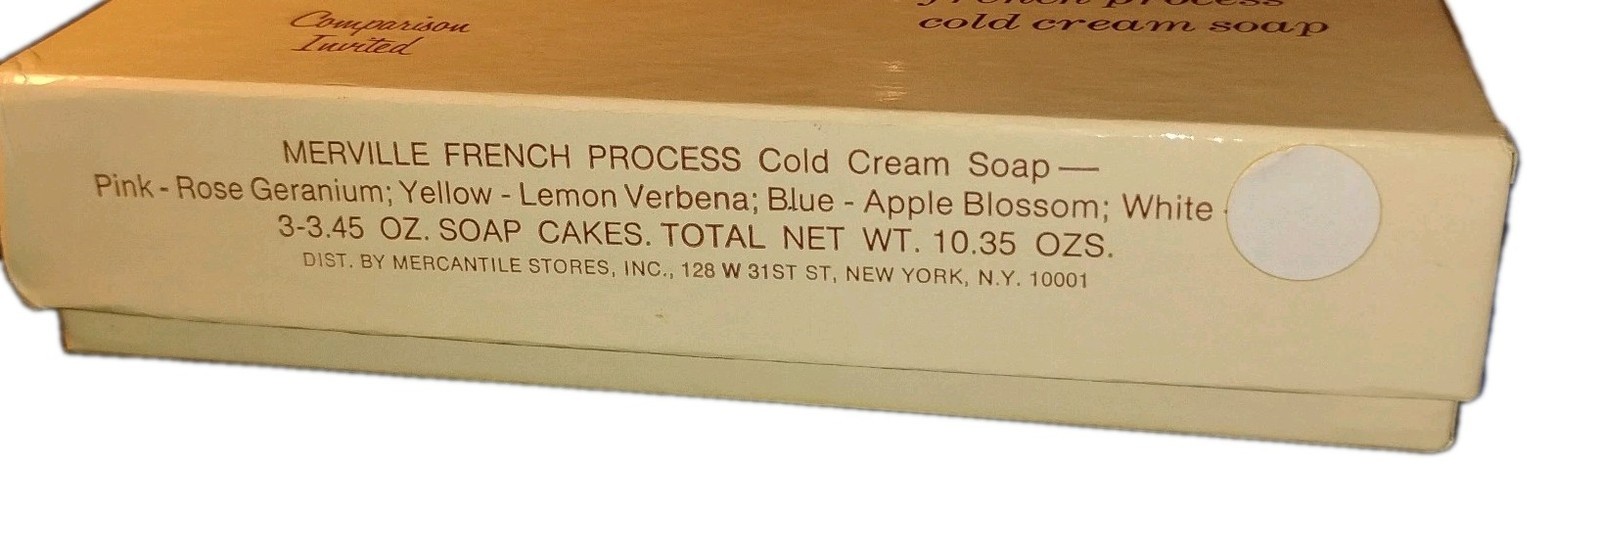 Comparison
Invited
french process
cold cream soap
MERVILLE FRENCH PROCESS Cold Cream Soap —
Pink - Rose Geranium; Yellow - Lemon Verbena; Blue - Apple Blossom; White -
3-3.45 OZ. SOAP CAKES. TOTAL NET WT. 10.35 OZS.
DIST. BY MERCANTILE STORES, INC., 128 W 31ST ST, NEW YORK, N.Y. 10001